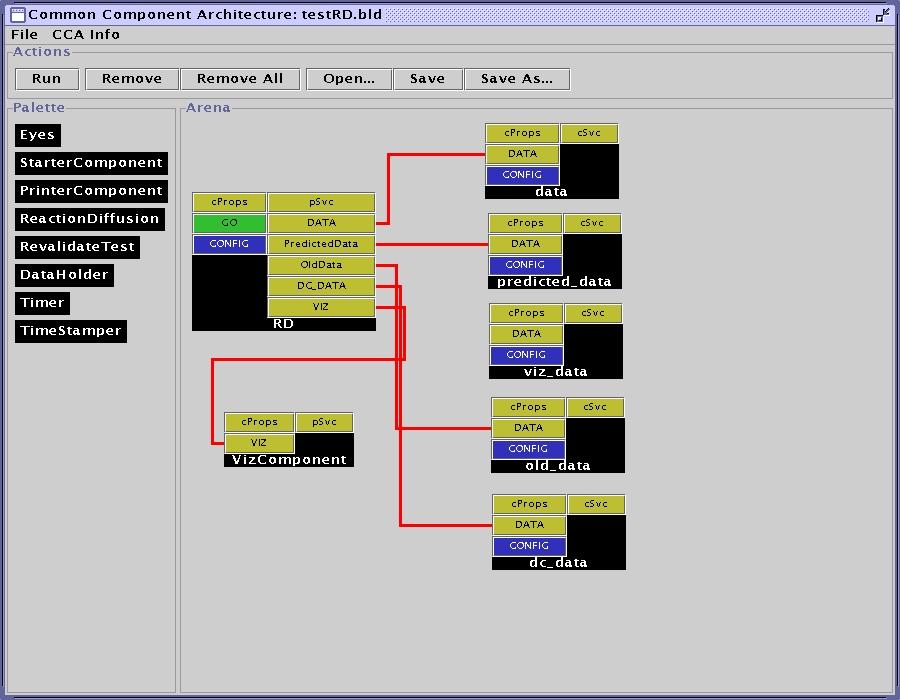 Common Component Architecture: testRD.bld
File CCA Info
Actions
Run Remove Remove All Open... Save Save As...
Palette
Eyes
StarterComponent
PrinterComponent
ReactionDiffusion
RevalidateTest
DataHolder
Timer
TimeStamper
Arena
cProps pSvc
GO DATA
CONFIG PredictedData
OldData
DC_DATA
VIZ
RD
cProps pSvc
VIZ
VizComponent
cProps cSvc
DATA
CONFIG
data
cProps cSvc
DATA
CONFIG
predicted_data
cProps cSvc
DATA
CONFIG
viz_data
cProps cSvc
DATA
CONFIG
old_data
cProps cSvc
DATA
CONFIG
dc_data